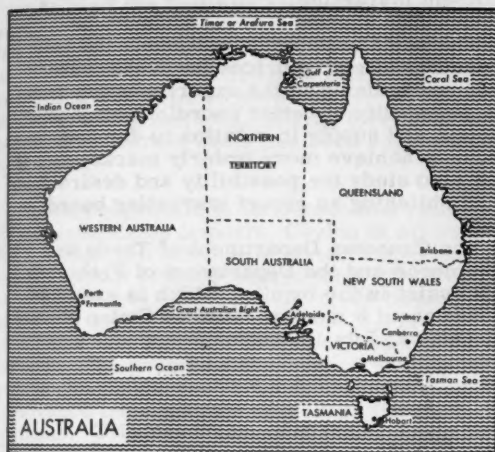 Timor or Arafura Sea
Gulf of
Carpentaria
Coral Sea
Indian Ocean
NORTHERN
TERRITORY
QUEENSLAND
WESTERN AUSTRALIA
SOUTH AUSTRALIA
Brisbane
NEW SOUTH WALES
Perth
Fremantle
Great Australian Bight
Adelaide
Sydney
Canberra
VICTORIA
Melbourne
Southern Ocean
Tasman Sea
TASMANIA
Hobart
AUSTRALIA